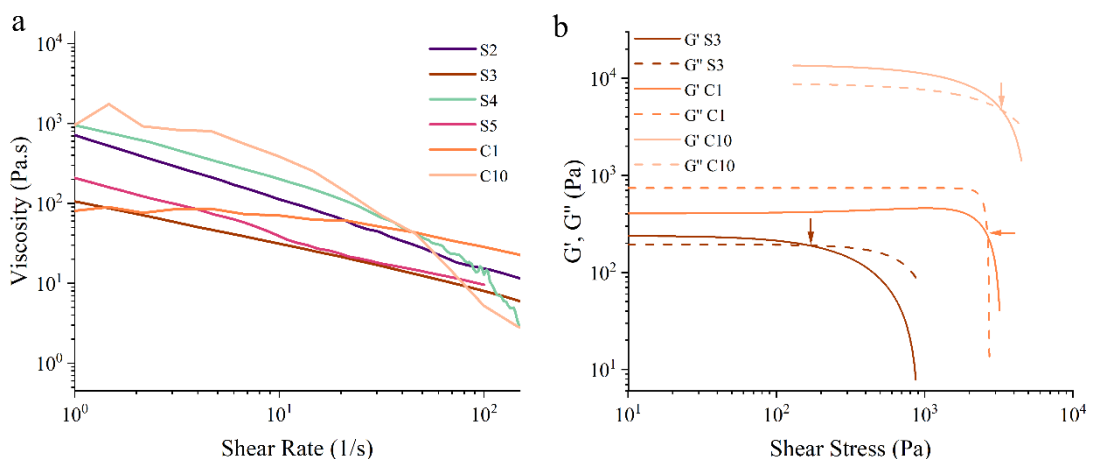 a
10⁴
10³
10²
10¹
10⁰
Viscosity (Pa.s)
S2
S3
S4
S5
C1
C10
10⁰
10¹
10²
Shear Rate (1/s)
b
10⁴
10³
10²
10¹
G', G" (Pa)
G' S3
G" S3
G' C1
G" C1
G' C10
G" C10
10¹
10²
10³
10⁴
Shear Stress (Pa)